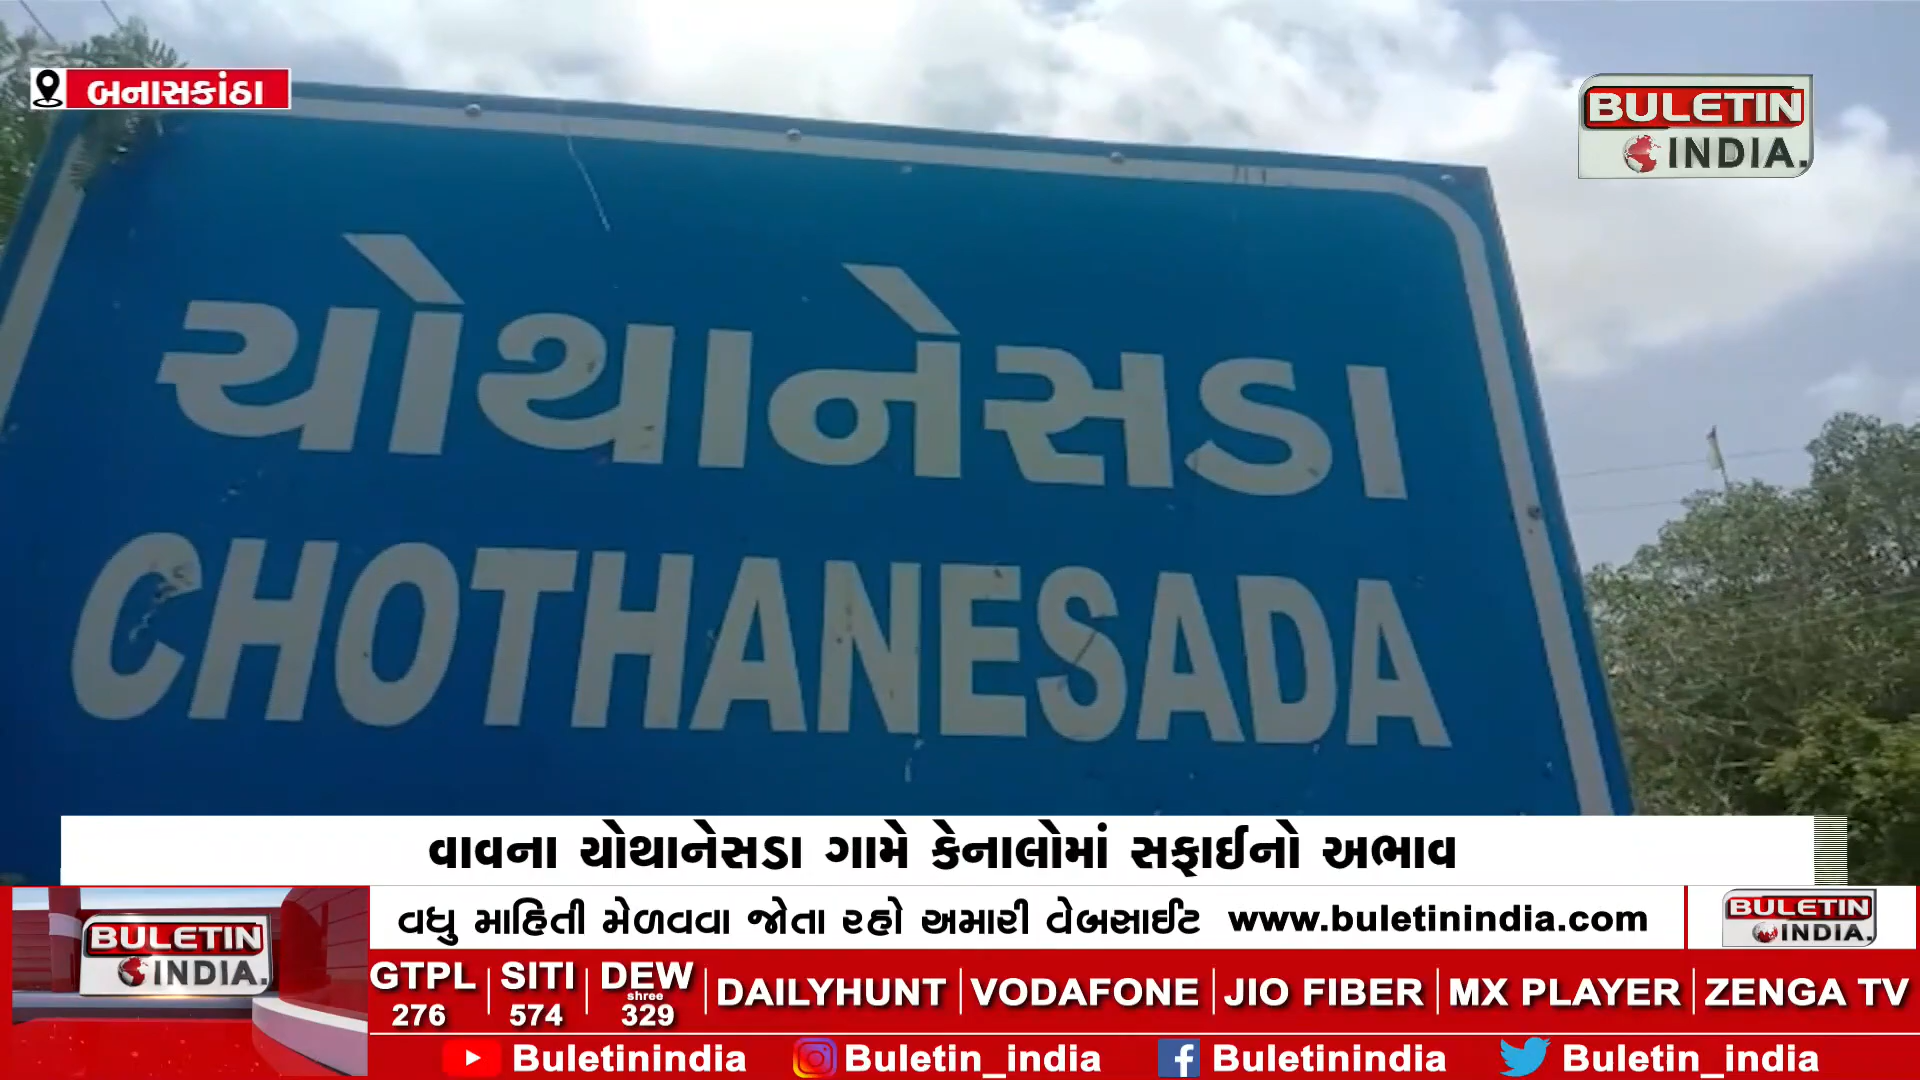 બનાસકાંઠા
BULETIN
INDIA.
ચોથાનેસડા
CHOTHANESADA
વાવના ચોથાનેસડા ગામે કેનાલોમાં સફાઈનો અભાવ
વધુ માહિતી મેળવવા જોતા રહો અમારી વેબસાઈટ www.buletinindia.com
BULETIN
INDIA.
BULETIN
INDIA.
GTPL 276 | SITI 574 | DEW shree 329 | DAILYHUNT | VODAFONE | JIO FIBER | MX PLAYER | ZENGA TV
Buletinindia Buletin_india Buletinindia Buletin_india